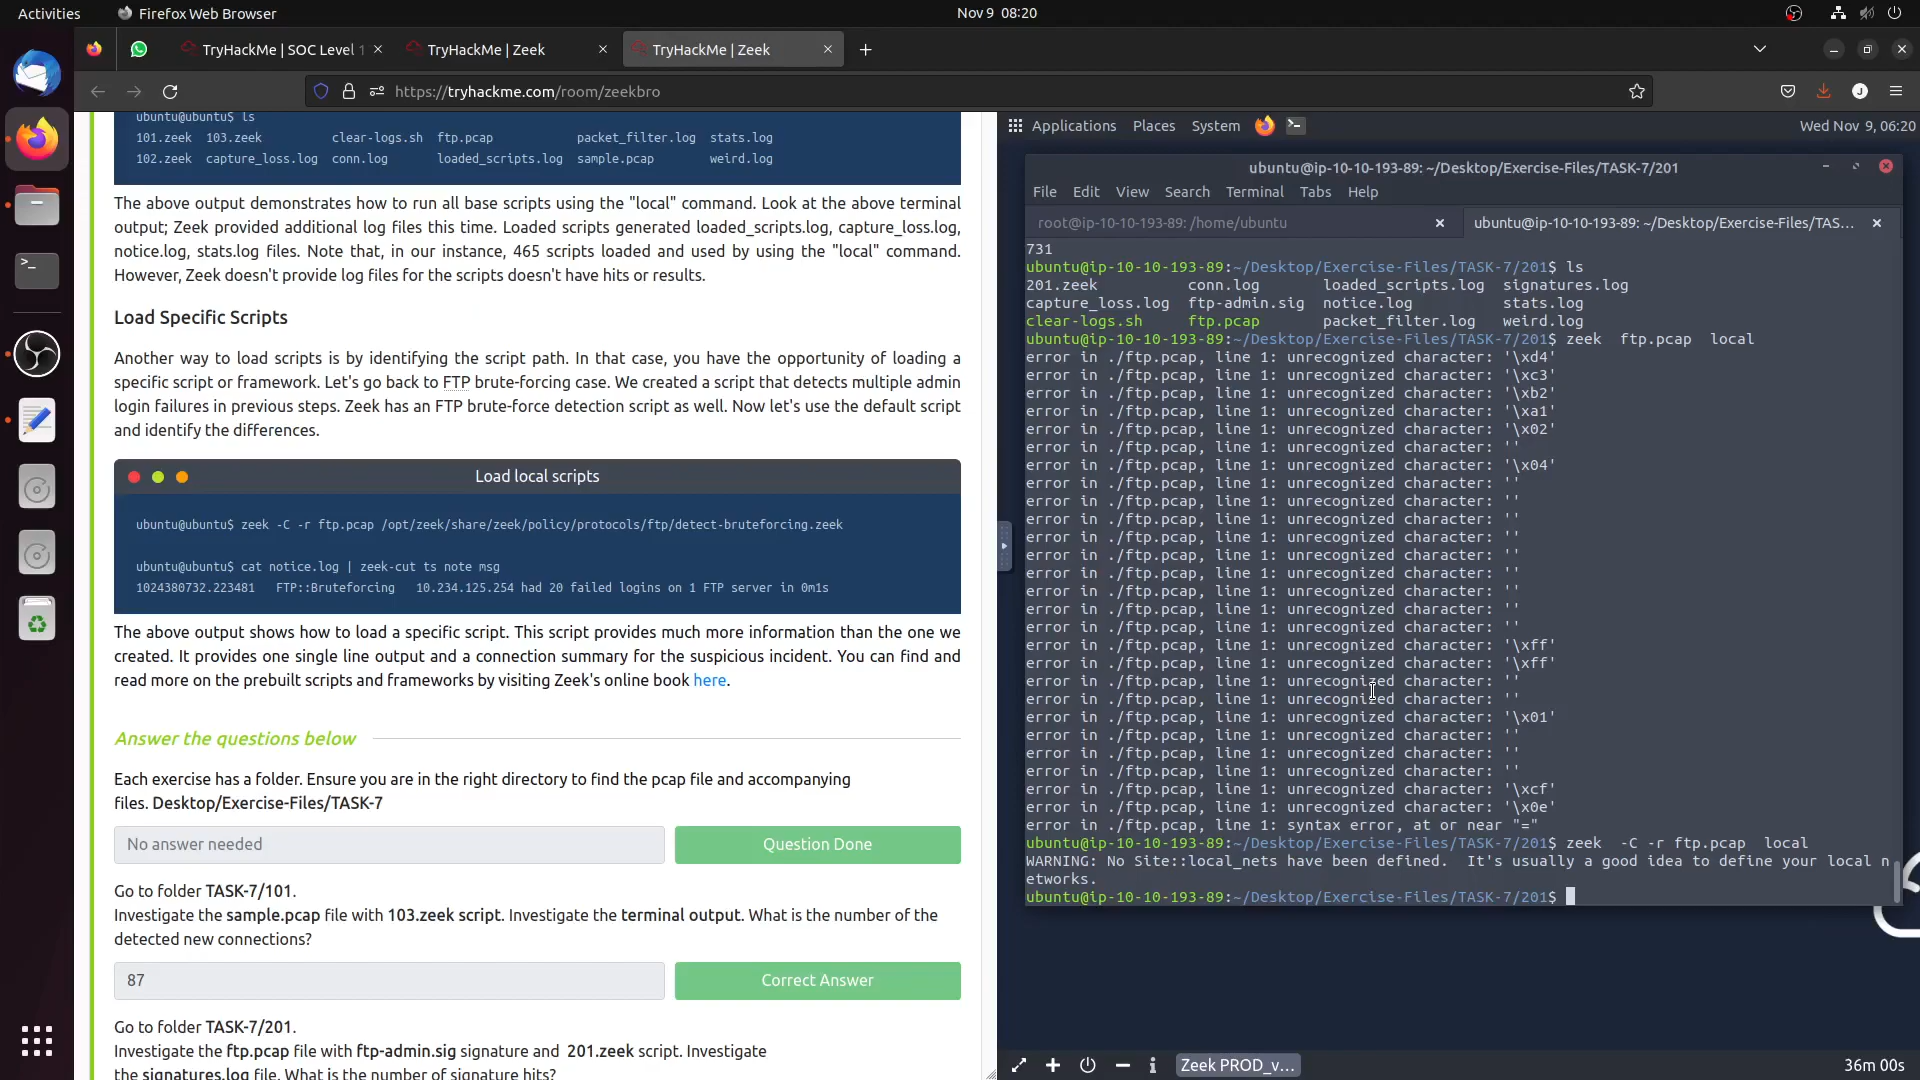 Activities
Firefox Web Browser
Nov 9 08:20
TryHackMe | SOC Level 1
TryHackMe | Zeek
TryHackMe | Zeek
https://tryhackme.com/room/zeekbro
ubuntu@ubuntu$ ls
101.zeek 103.zeek clear-logs.sh ftp.pcap packet_filter.log stats.log
102.zeek capture_loss.log conn.log loaded_scripts.log sample.pcap weird.log
The above output demonstrates how to run all base scripts using the "local" command. Look at the above terminal
output; Zeek provided additional log files this time. Loaded scripts generated loaded_scripts.log, capture_loss.log,
notice.log, stats.log files. Note that, in our instance, 465 scripts loaded and used by using the "local" command.
However, Zeek doesn't provide log files for the scripts doesn't have hits or results.
Load Specific Scripts
Another way to load scripts is by identifying the script path. In that case, you have the opportunity of loading a
specific script or framework. Let's go back to FTP brute-forcing case. We created a script that detects multiple admin
login failures in previous steps. Zeek has an FTP brute-force detection script as well. Now let's use the default script
and identify the differences.
Load local scripts
ubuntu@ubuntu$ zeek -C -r ftp.pcap /opt/zeek/share/zeek/policy/protocols/ftp/detect-bruteforcing.zeek
ubuntu@ubuntu$ cat notice.log | zeek-cut ts note msg
1024380732.223481 FTP::Bruteforcing 10.234.125.254 had 20 failed logins on 1 FTP server in 0m1s
The above output shows how to load a specific script. This script provides much more information than the one we
created. It provides one single line output and a connection summary for the suspicious incident. You can find and
read more on the prebuilt scripts and frameworks by visiting Zeek's online book here.
Answer the questions below
Each exercise has a folder. Ensure you are in the right directory to find the pcap file and accompanying
files. Desktop/Exercise-Files/TASK-7
No answer needed
Question Done
Go to folder TASK-7/101.
Investigate the sample.pcap file with 103.zeek script. Investigate the terminal output. What is the number of the
detected new connections?
87
Correct Answer
Go to folder TASK-7/201.
Investigate the ftp.pcap file with ftp-admin.sig signature and 201.zeek script. Investigate
the signatures.log file. What is the number of signature hits?
Applications Places System
Wed Nov 9, 06:20
ubuntu@ip-10-10-193-89: ~/Desktop/Exercise-Files/TASK-7/201
File Edit View Search Terminal Tabs Help
root@ip-10-10-193-89: /home/ubuntu
ubuntu@ip-10-10-193-89: ~/Desktop/Exercise-Files/TAS...
731
ubuntu@ip-10-10-193-89:~/Desktop/Exercise-Files/TASK-7/201$ ls
201.zeek conn.log loaded_scripts.log signatures.log
capture_loss.log ftp-admin.sig notice.log stats.log
clear-logs.sh ftp.pcap packet_filter.log weird.log
ubuntu@ip-10-10-193-89:~/Desktop/Exercise-Files/TASK-7/201$ zeek ftp.pcap local
error in ./ftp.pcap, line 1: unrecognized character: '\xd4'
error in ./ftp.pcap, line 1: unrecognized character: '\xc3'
error in ./ftp.pcap, line 1: unrecognized character: '\xb2'
error in ./ftp.pcap, line 1: unrecognized character: '\xa1'
error in ./ftp.pcap, line 1: unrecognized character: '\x02'
error in ./ftp.pcap, line 1: unrecognized character: ''
error in ./ftp.pcap, line 1: unrecognized character: '\x04'
error in ./ftp.pcap, line 1: unrecognized character: ''
error in ./ftp.pcap, line 1: unrecognized character: ''
error in ./ftp.pcap, line 1: unrecognized character: ''
error in ./ftp.pcap, line 1: unrecognized character: ''
error in ./ftp.pcap, line 1: unrecognized character: ''
error in ./ftp.pcap, line 1: unrecognized character: ''
error in ./ftp.pcap, line 1: unrecognized character: ''
error in ./ftp.pcap, line 1: unrecognized character: ''
error in ./ftp.pcap, line 1: unrecognized character: ''
error in ./ftp.pcap, line 1: unrecognized character: '\xff'
error in ./ftp.pcap, line 1: unrecognized character: '\xff'
error in ./ftp.pcap, line 1: unrecognized character: ''
error in ./ftp.pcap, line 1: unrecognized character: ''
error in ./ftp.pcap, line 1: unrecognized character: '\x01'
error in ./ftp.pcap, line 1: unrecognized character: ''
error in ./ftp.pcap, line 1: unrecognized character: ''
error in ./ftp.pcap, line 1: unrecognized character: ''
error in ./ftp.pcap, line 1: unrecognized character: '\xcf'
error in ./ftp.pcap, line 1: unrecognized character: '\x0e'
error in ./ftp.pcap, line 1: syntax error, at or near "="
ubuntu@ip-10-10-193-89:~/Desktop/Exercise-Files/TASK-7/201$ zeek -C -r ftp.pcap local
WARNING: No Site::local_nets have been defined. It's usually a good idea to define your local n
etworks.
ubuntu@ip-10-10-193-89:~/Desktop/Exercise-Files/TASK-7/201$
Zeek PROD_v...
36m 00s